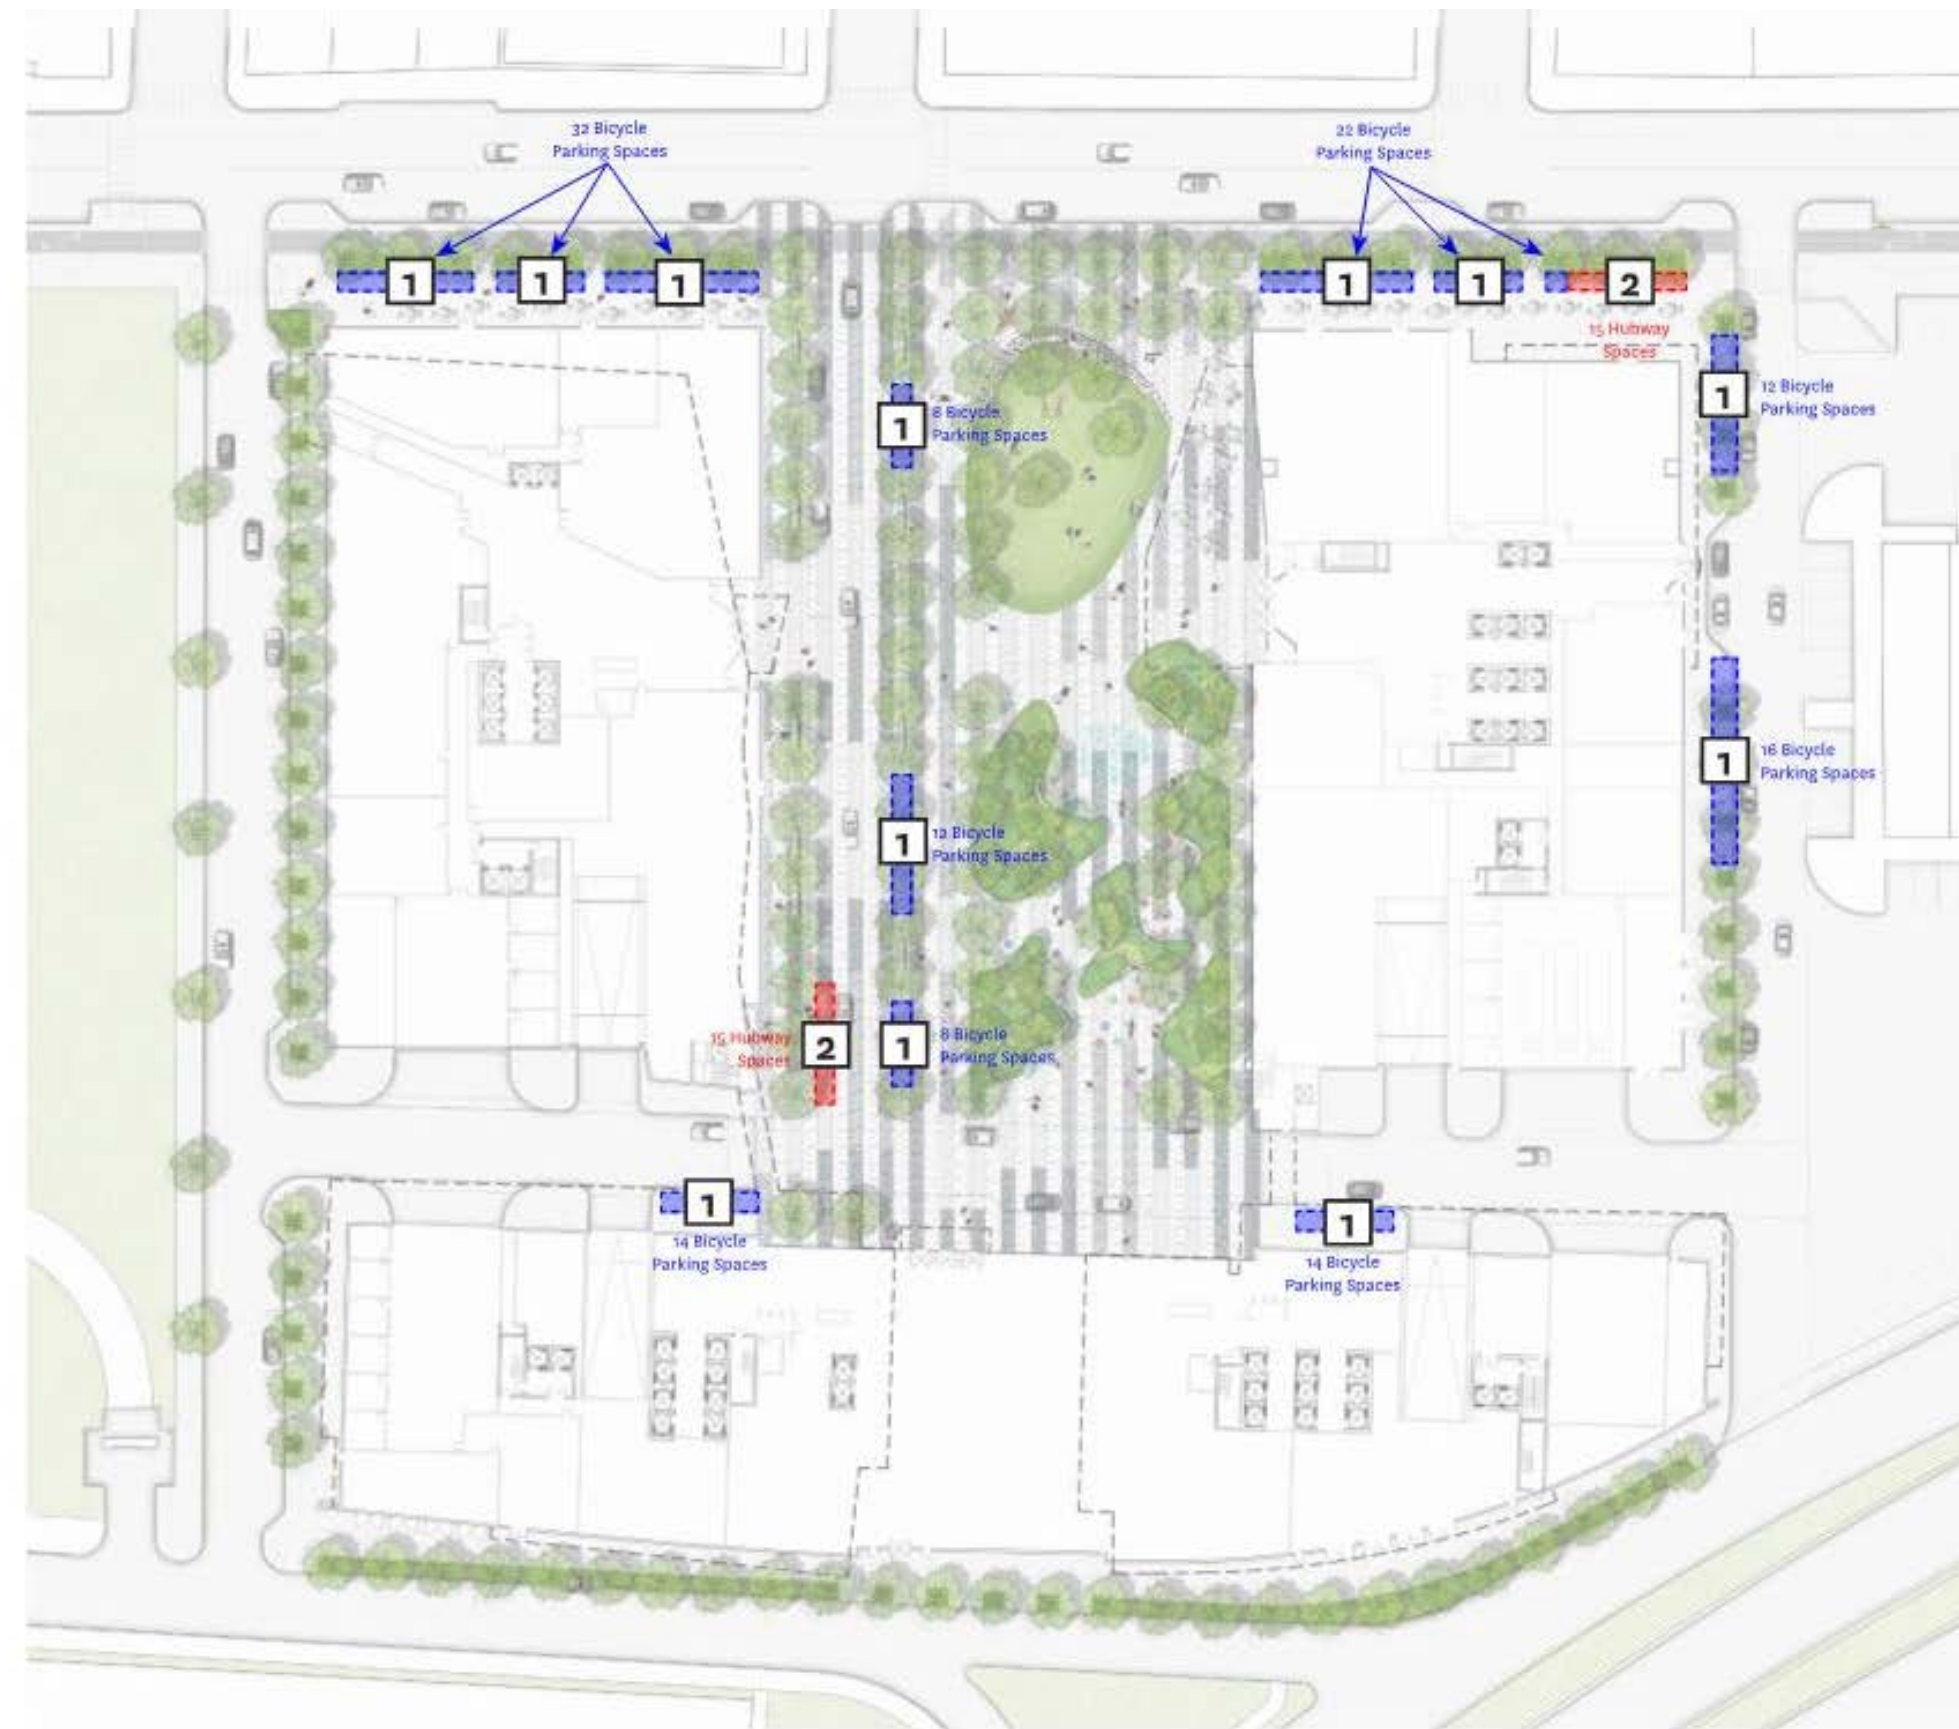 32 Bicycle
Parking Spaces
22 Bicycle
Parking Spaces
1
1
1
1
1
2
15 Hubway
Spaces
1
12 Bicycle
Parking Spaces
1
8 Bicycle
Parking Spaces
1
16 Bicycle
Parking Spaces
1
12 Bicycle
Parking Spaces
15 Hubway
Spaces
2
1
8 Bicycle
Parking Spaces
1
14 Bicycle
Parking Spaces
1
14 Bicycle
Parking Spaces